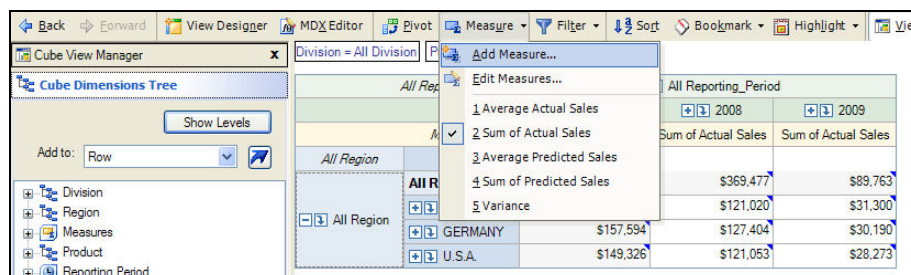 Back Forward View Designer MDX Editor Pivot Measure Filter Sort Bookmark Highlight
Cube View Manager x
Division = All Division
Cube Dimensions Tree
Show Levels
Add to: Row
Division
Region
Measures
Product
Reporting Period
Add Measure...
Edit Measures...
1 Average Actual Sales
2 Sum of Actual Sales
3 Average Predicted Sales
4 Sum of Predicted Sales
5 Variance
All Reporting_Period
2008 2009
Sum of Actual Sales Sum of Actual Sales
All Region
$369,477 $89,763
All Region $121,020 $31,300
GERMANY $157,594 $127,404 $30,190
U.S.A. $149,326 $121,053 $28,273